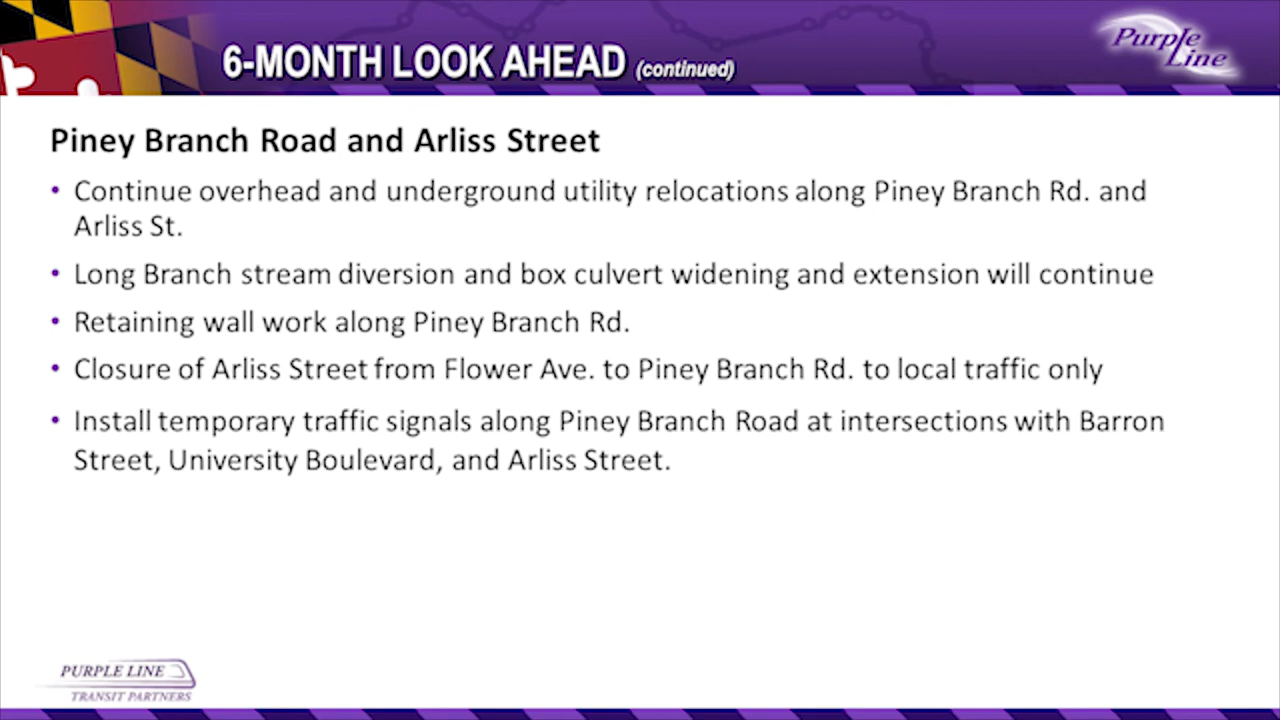 6-MONTH LOOK AHEAD (continued)
Purple
Line
Piney Branch Road and Arliss Street
• Continue overhead and underground utility relocations along Piney Branch Rd. and
Arliss St.
• Long Branch stream diversion and box culvert widening and extension will continue
• Retaining wall work along Piney Branch Rd.
• Closure of Arliss Street from Flower Ave. to Piney Branch Rd. to local traffic only
• Install temporary traffic signals along Piney Branch Road at intersections with Barron
Street, University Boulevard, and Arliss Street.
PURPLE LINE
TRANSIT PARTNERS